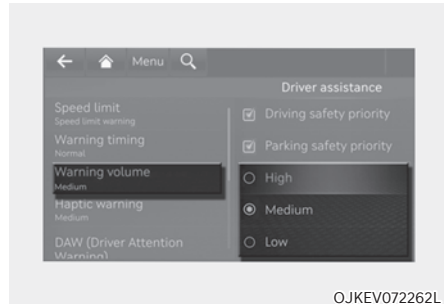 Menu
Driver assistance
Speed limit
Speed limit warning
Driving safety priority
Warning timing
Normal
Parking safety priority
Warning volume
Medium
High
Haptic warning
Medium
Medium
DAW (Driver Attention
Warning)
Low
OJKEV072262L